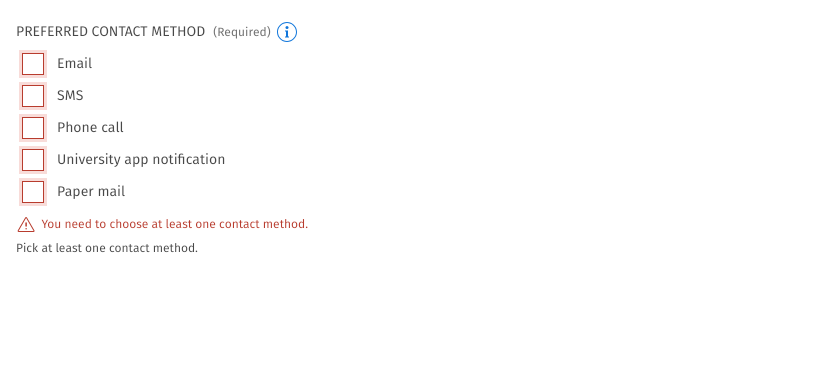 PREFERRED CONTACT METHOD (Required)
Email
SMS
Phone call
University app notification
Paper mail
You need to choose at least one contact method.
Pick at least one contact method.